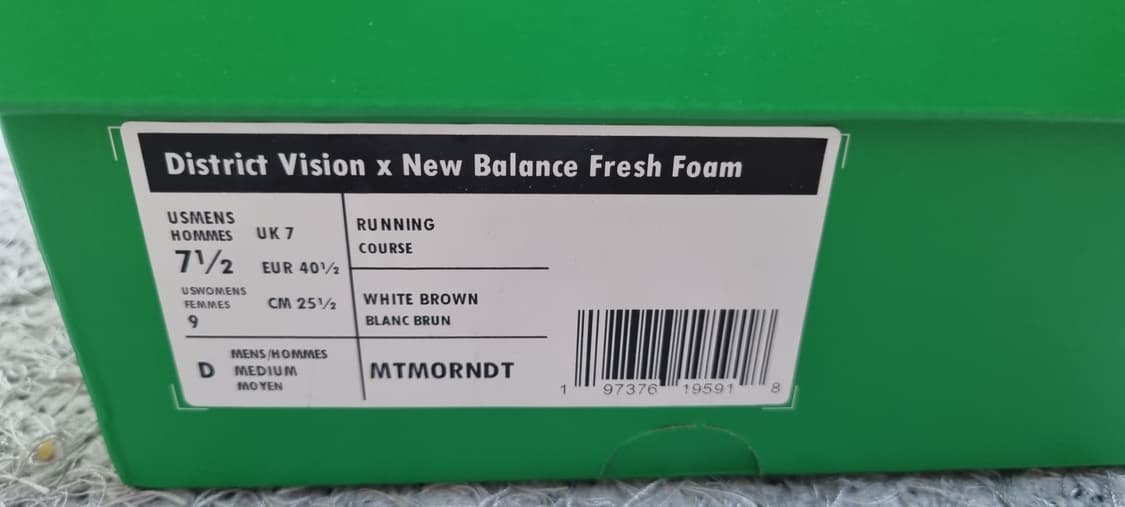 District Vision x New Balance Fresh Foam
USMENS
HOMMES
7½
UK 7
EUR 40½
USWOMENS
FEMMES
9
CM 25½
D
MENS/HOMMES
MEDIUM
MOYEN
RUNNING
COURSE
WHITE BROWN
BLANC BRUN
MTMORNDT
1 97376 19591 8